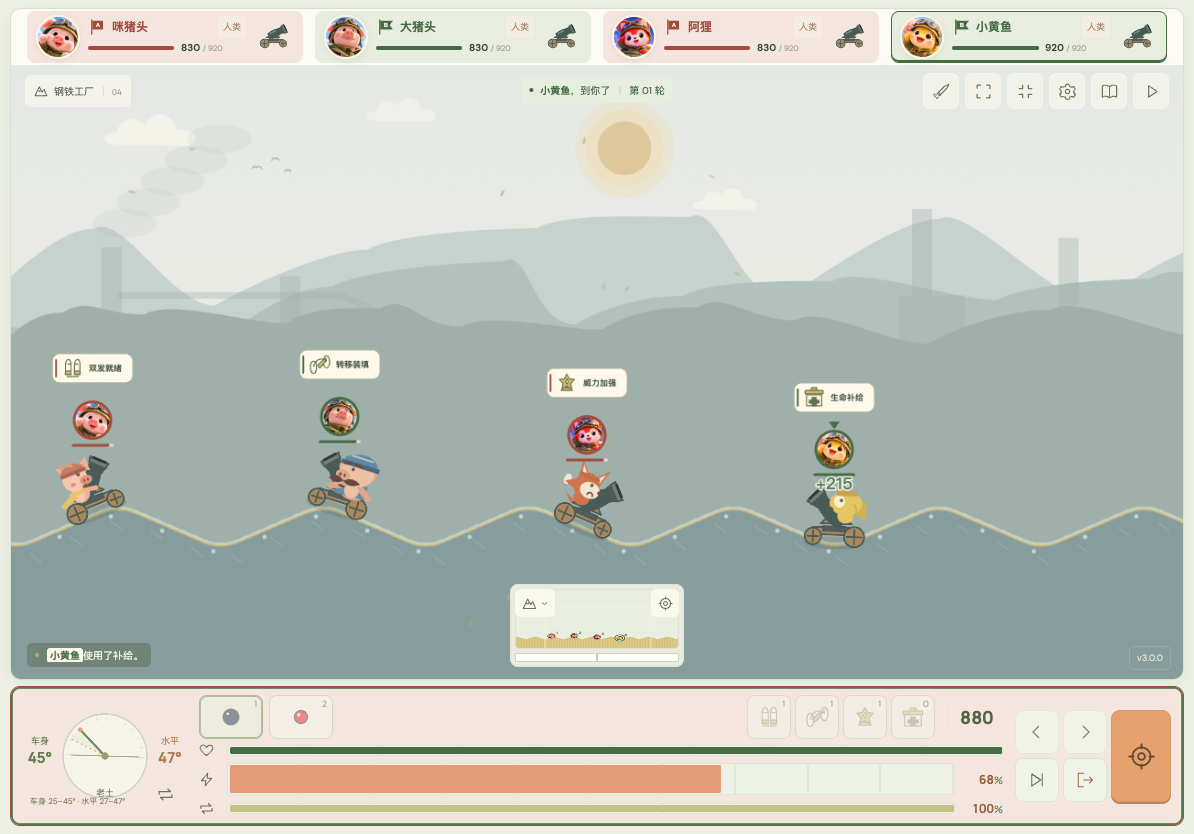 A 咪猪头 人类
830 / 920
B 大猪头 人类
830 / 920
A 阿狸 人类
830 / 920
B 小黄鱼 人类
920 / 920
钢铁工厂 04
小黄鱼，到你了 第 01 轮
双发就绪
转移装填
威力加强
生命补给
+215
小黄鱼 使用了补给。
v3.0.0
1
2
1
1
1
0
880
车身
45°
水平
47°
老土
车身 25–45° · 水平 27–47°
68%
100%